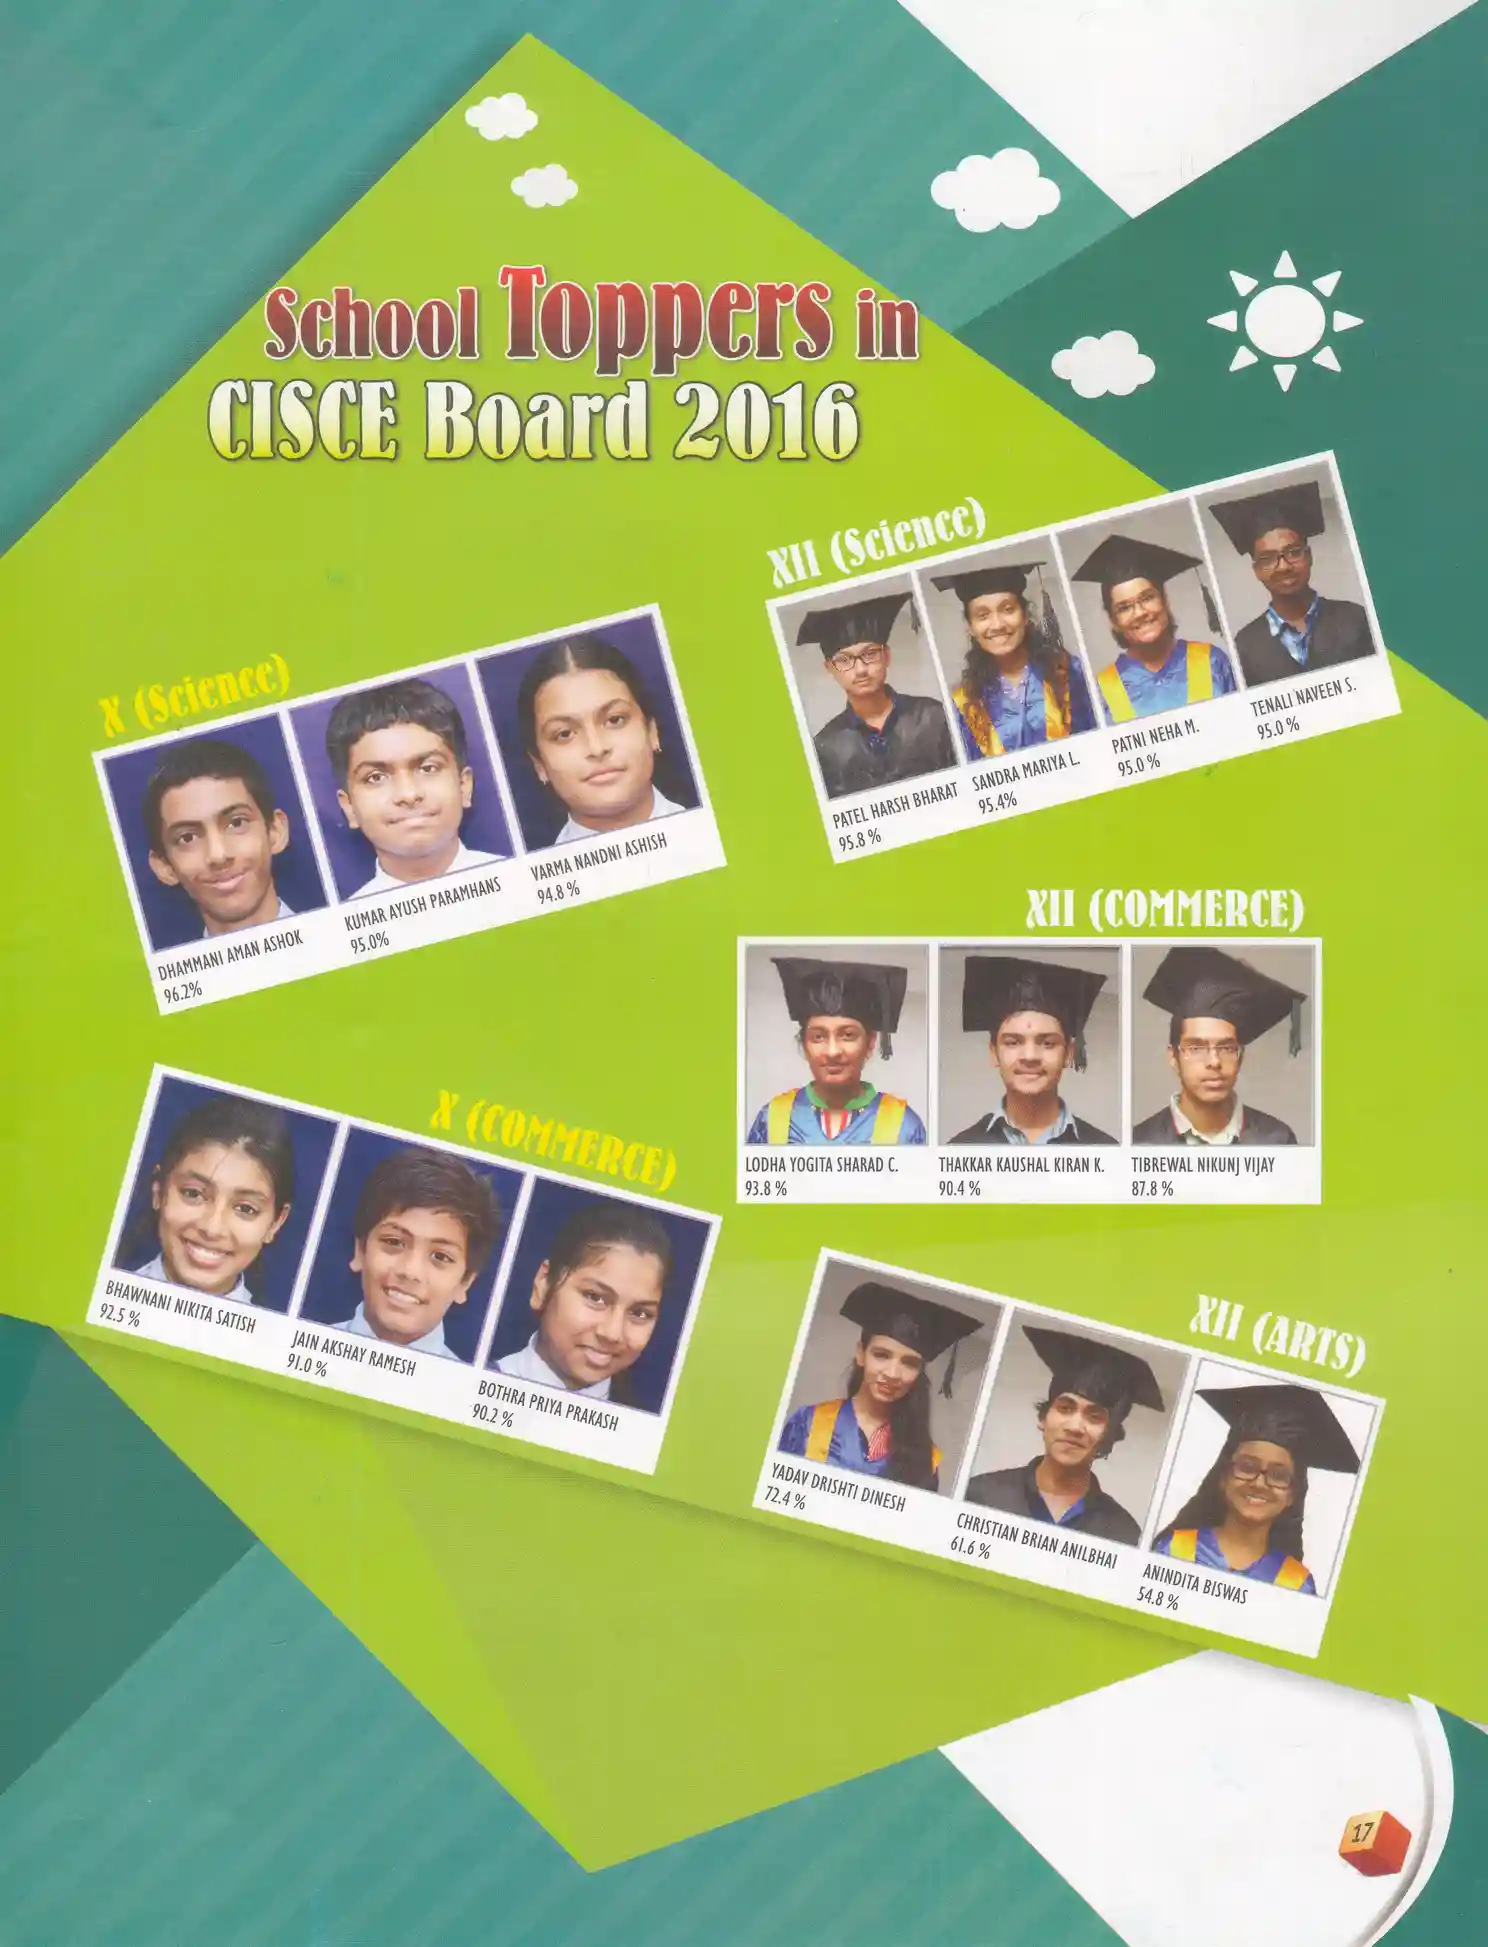 School Toppers in
CISCE Board 2016
X (Science)
DHAMMANI AMAN ASHOK
96.2%
KUMAR AYUSH PARAMHANS
95.0%
VARMA NANDNI ASHISH
94.8 %
XII (Science)
PATEL HARSH BHARAT
95.8 %
SANDRA MARIYA L.
95.4%
PATNI NEHA M.
95.0 %
TENALI NAVEEN S.
95.0 %
XII (COMMERCE)
LODHA YOGITA SHARAD C.
93.8 %
THAKKAR KAUSHAL KIRAN K.
90.4 %
TIBREWAL NIKUNJ VIJAY
87.8 %
X (COMMERCE)
BHAWNANI NIKITA SATISH
92.5 %
JAIN AKSHAY RAMESH
91.0 %
BOTHRA PRIYA PRAKASH
90.2 %
XII (ARTS)
YADAV DRISHTI DINESH
72.4 %
CHRISTIAN BRIAN ANILBHAI
61.6 %
ANINDITA BISWAS
54.8 %
17